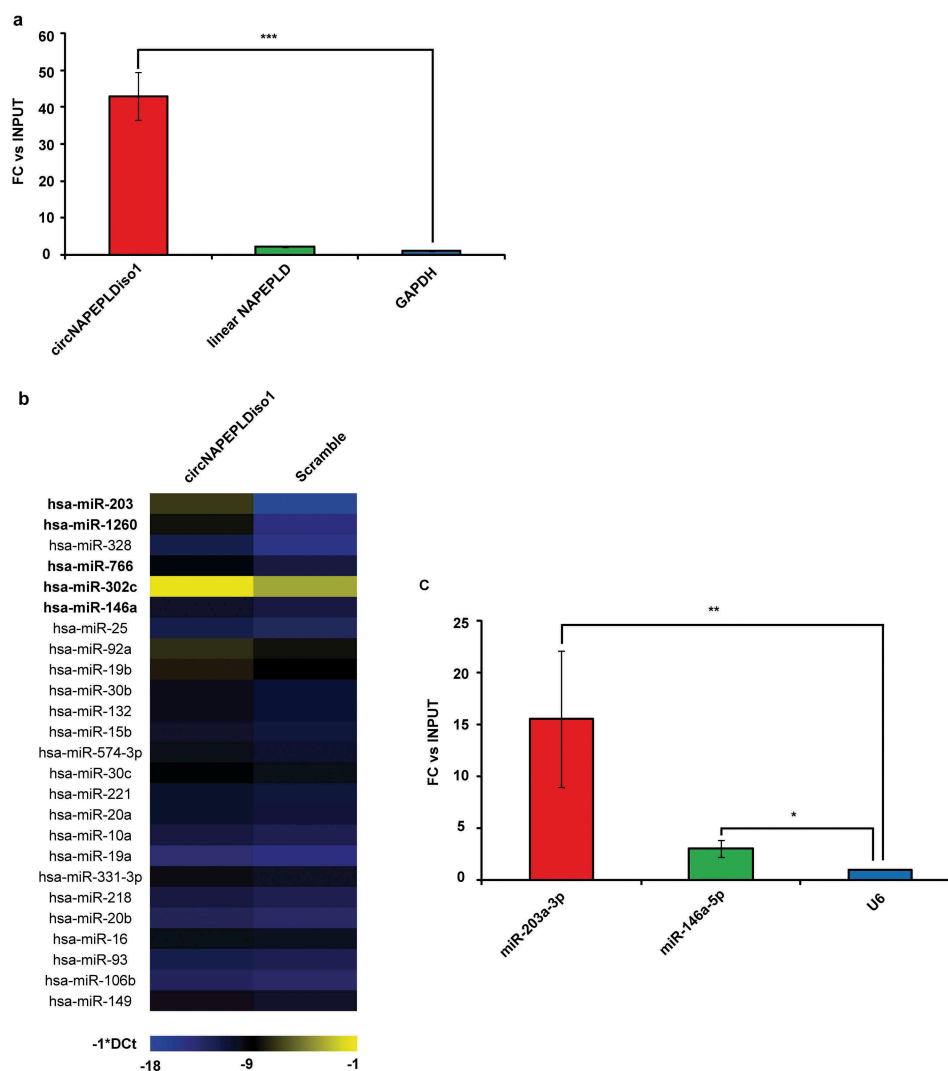 a
***
60
50
40
30
20
10
0
FC vs INPUT
circNAPEPLDiso1
linear NAPEPLD
GAPDH
b
circNAPEPLDiso1
Scramble
hsa-miR-203
hsa-miR-1260
hsa-miR-328
hsa-miR-766
hsa-miR-302c
hsa-miR-146a
hsa-miR-25
hsa-miR-92a
hsa-miR-19b
hsa-miR-30b
hsa-miR-132
hsa-miR-15b
hsa-miR-574-3p
hsa-miR-30c
hsa-miR-221
hsa-miR-20a
hsa-miR-10a
hsa-miR-19a
hsa-miR-331-3p
hsa-miR-218
hsa-miR-20b
hsa-miR-16
hsa-miR-93
hsa-miR-106b
hsa-miR-149
-1*DCt
-18 -9 -1
c
**
*
25
20
15
10
5
0
FC vs INPUT
miR-203a-3p
miR-146a-5p
U6